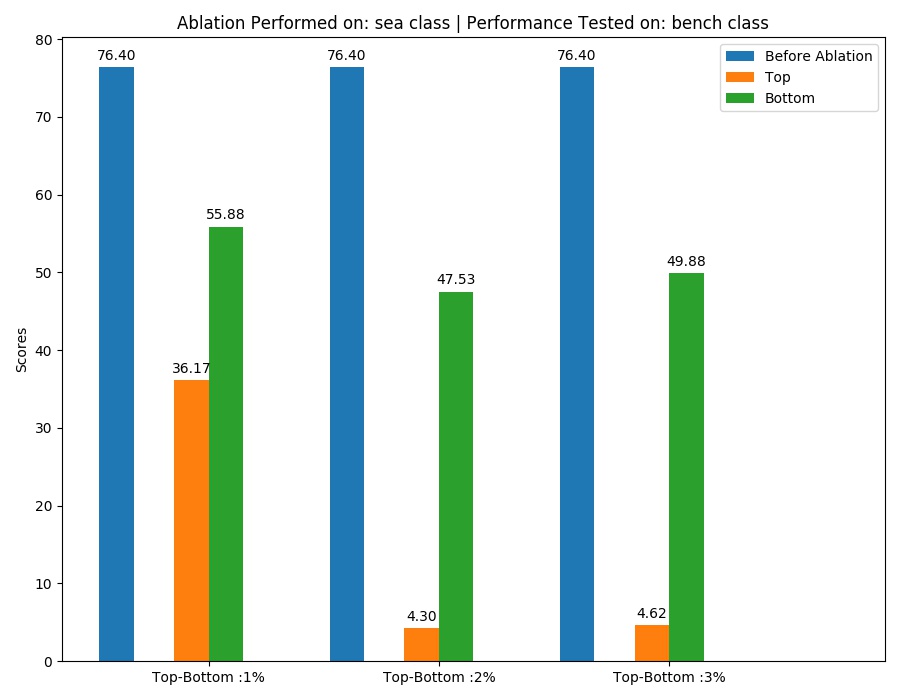 Ablation Performed on: sea class | Performance Tested on: bench class
Before Ablation
Top
Bottom
Scores
80
70
60
50
40
30
20
10
0
76.40
36.17
55.88
76.40
4.30
47.53
76.40
4.62
49.88
Top-Bottom :1%
Top-Bottom :2%
Top-Bottom :3%